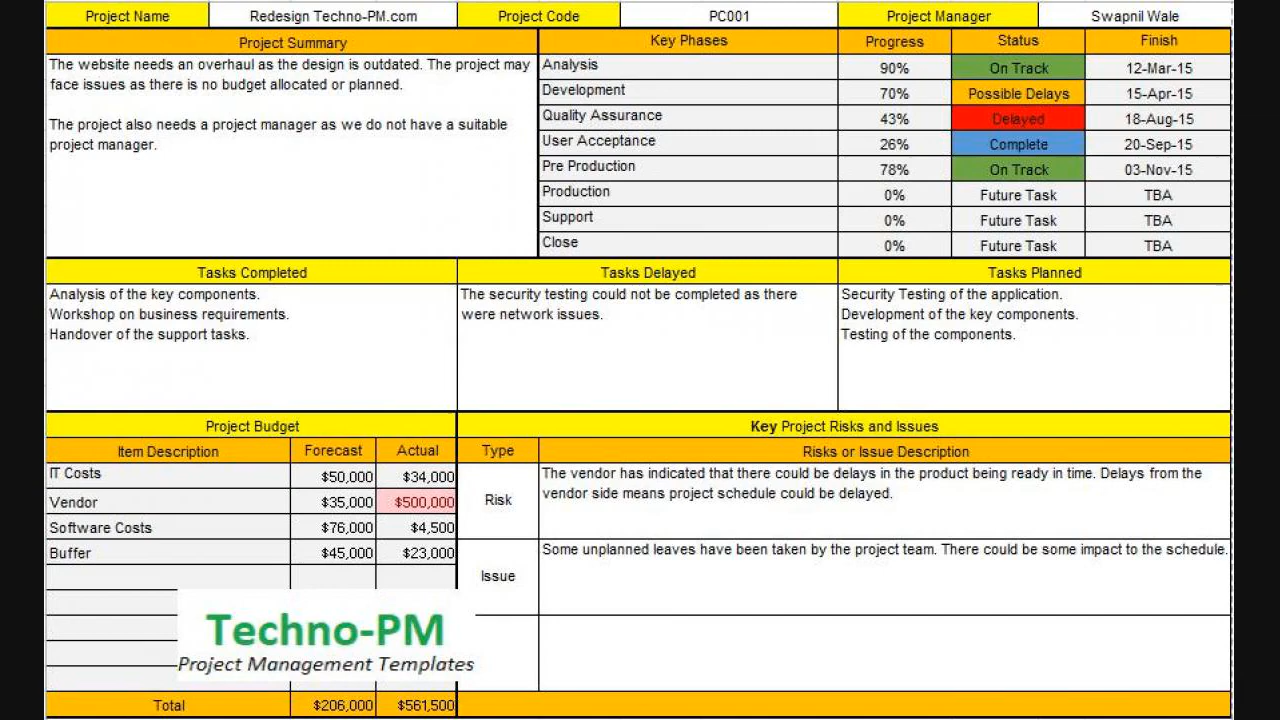 Project Name Redesign Techno-PM.com Project Code PC001 Project Manager Swapnil Wale
Project Summary Key Phases Progress Status Finish
The website needs an overhaul as the design is outdated. The project may
face issues as there is no budget allocated or planned.
The project also needs a project manager as we do not have a suitable
project manager.
Analysis 90% On Track 12-Mar-15
Development 70% Possible Delays 15-Apr-15
Quality Assurance 43% Delayed 18-Aug-15
User Acceptance 26% Complete 20-Sep-15
Pre Production 78% On Track 03-Nov-15
Production 0% Future Task TBA
Support 0% Future Task TBA
Close 0% Future Task TBA
Tasks Completed Tasks Delayed Tasks Planned
Analysis of the key components.
Workshop on business requirements.
Handover of the support tasks.
The security testing could not be completed as there
were network issues.
Security Testing of the application.
Development of the key components.
Testing of the components.
Project Budget Key Project Risks and Issues
Item Description Forecast Actual Type Risks or Issue Description
IT Costs $50,000 $34,000
Vendor $35,000 $500,000
Software Costs $76,000 $4,500
Buffer $45,000 $23,000
Risk
The vendor has indicated that there could be delays in the product being ready in time. Delays from the
vendor side means project schedule could be delayed.
Issue
Some unplanned leaves have been taken by the project team. There could be some impact to the schedule.
Techno-PM
Project Management Templates
Total $206,000 $561,500